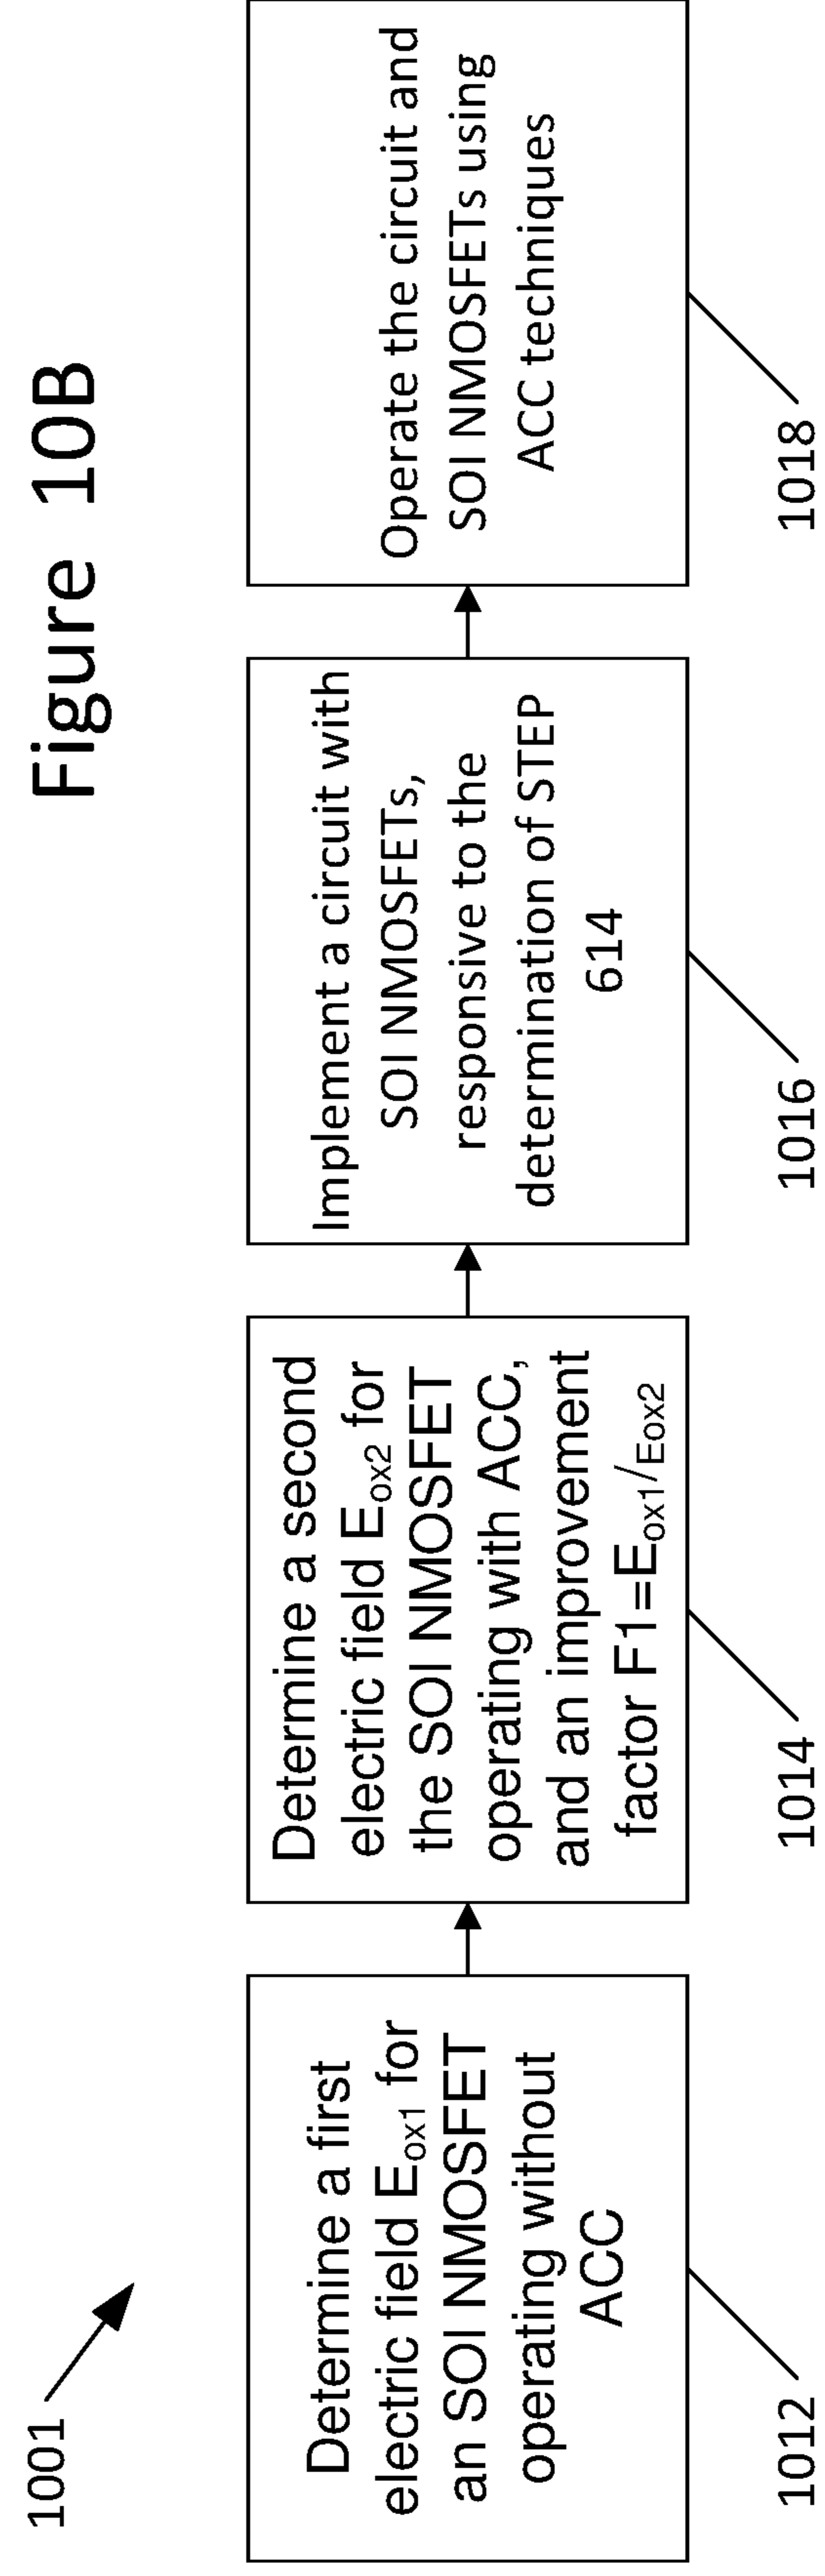 Figure 10B
1001
Determine a first
electric field Eox1 for
an SOI NMOSFET
operating without
ACC
1012
Determine a second
electric field Eox2 for
the SOI NMOSFET
operating with ACC,
and an improvement
factor F1=Eox1/Eox2
1014
Implement a circuit with
SOI NMOSFETs,
responsive to the
determination of STEP
614
1016
Operate the circuit and
SOI NMOSFETs using
ACC techniques
1018